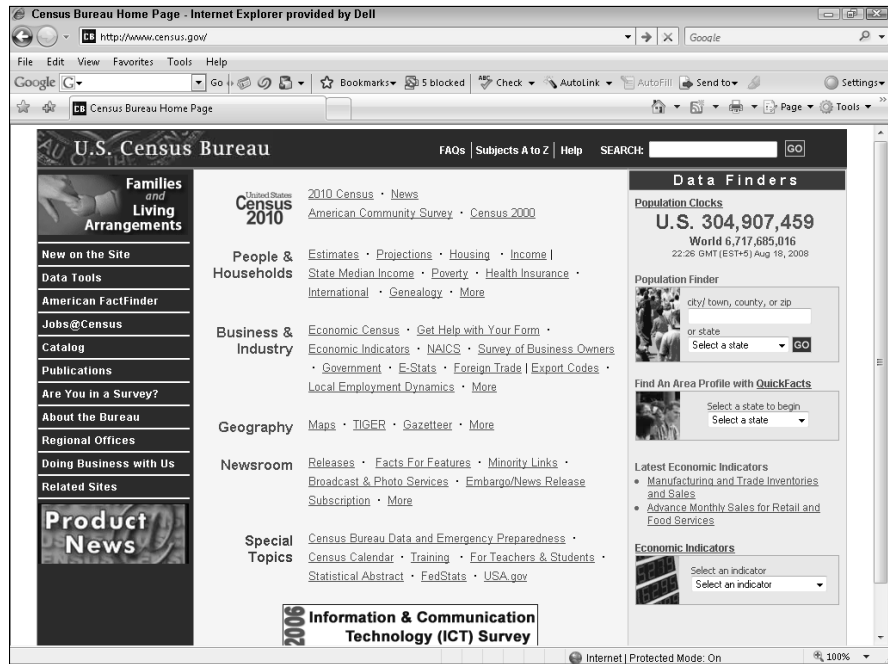 Census Bureau Home Page - Internet Explorer provided by Dell
CB http://www.census.gov/
Google
File Edit View Favorites Tools Help
Google G Go Bookmarks 5 blocked ABC Check AutoLink AutoFill Send to Settings
CB Census Bureau Home Page
Page Tools »
U.S. Census Bureau
FAQs | Subjects A to Z | Help SEARCH: GO
Families
and
Living
Arrangements
New on the Site
Data Tools
American FactFinder
Jobs@Census
Catalog
Publications
Are You in a Survey?
About the Bureau
Regional Offices
Doing Business with Us
Related Sites
Product
News
United States
Census
2010
2010 Census · News
American Community Survey · Census 2000
People &
Households
Estimates · Projections · Housing · Income |
State Median Income · Poverty · Health Insurance ·
International · Genealogy · More
Business &
Industry
Economic Census · Get Help with Your Form ·
Economic Indicators · NAICS · Survey of Business Owners
· Government · E-Stats · Foreign Trade | Export Codes ·
Local Employment Dynamics · More
Geography
Maps · TIGER · Gazetteer · More
Newsroom
Releases · Facts For Features · Minority Links ·
Broadcast & Photo Services · Embargo/News Release
Subscription · More
Special
Topics
Census Bureau Data and Emergency Preparedness ·
Census Calendar · Training · For Teachers & Students ·
Statistical Abstract · FedStats · USA.gov
2006
Information & Communication
Technology (ICT) Survey
Data Finders
Population Clocks
U.S. 304,907,459
World 6,717,685,016
22:26 GMT (EST+5) Aug 18, 2008
Population Finder
city/ town, county, or zip
or state
Select a state GO
Find An Area Profile with QuickFacts
Select a state to begin
Select a state
Latest Economic Indicators
• Manufacturing and Trade Inventories
and Sales
• Advance Monthly Sales for Retail and
Food Services
Economic Indicators
Select an indicator
Select an indicator
Internet | Protected Mode: On
100%